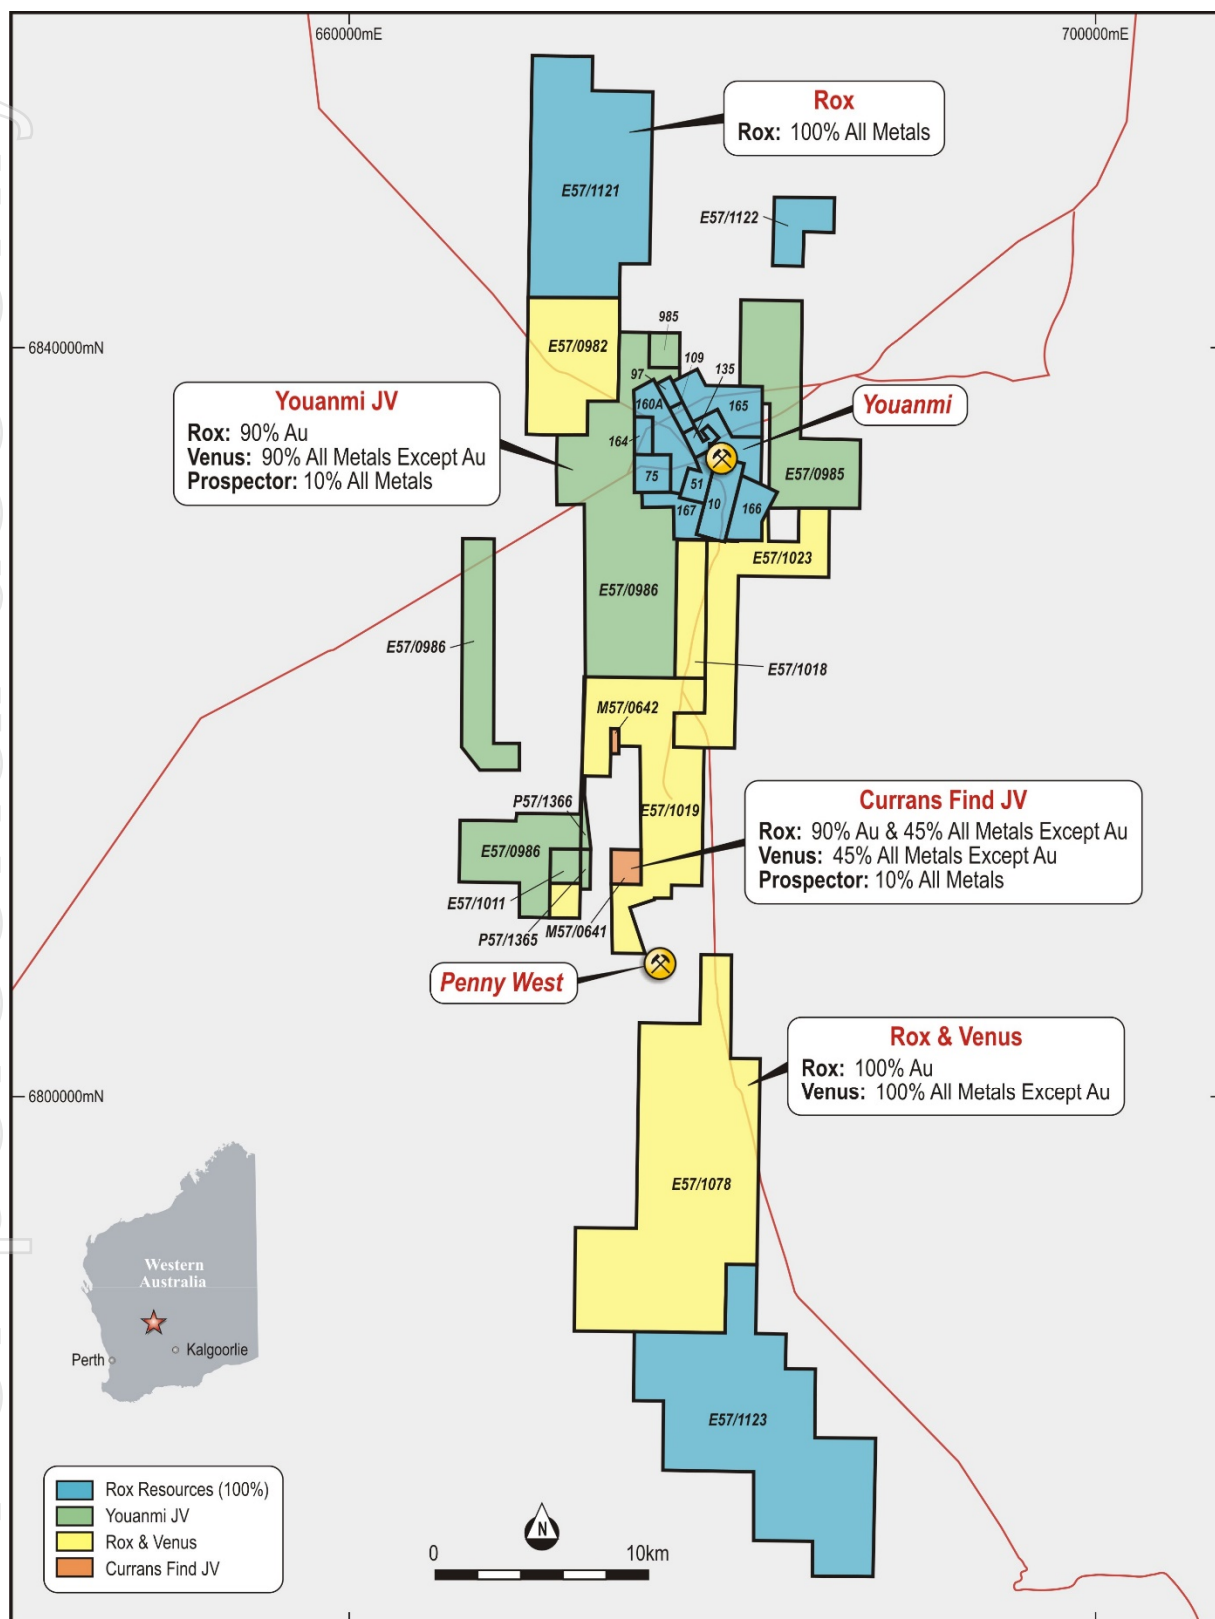 660000mE
700000mE
Rox
Rox: 100% All Metals
E57/1121
E57/1122
985
6840000mN
E57/0982
109
97
135
Youanmi JV
Rox: 90% Au
Venus: 90% All Metals Except Au
Prospector: 10% All Metals
160A
165
Youanmi
164
75
51
E57/0985
167
10
166
E57/1023
E57/0986
E57/0986
E57/1018
M57/0642
P57/1366
E57/1019
Currans Find JV
Rox: 90% Au & 45% All Metals Except Au
Venus: 45% All Metals Except Au
Prospector: 10% All Metals
E57/0986
E57/1011
M57/0641
P57/1365
Penny West
Rox & Venus
Rox: 100% Au
Venus: 100% All Metals Except Au
6800000mN
E57/1078
Western
Australia
Perth
Kalgoorlie
E57/1123
Rox Resources (100%)
Youanmi JV
Rox & Venus
Currans Find JV
N
0
10km